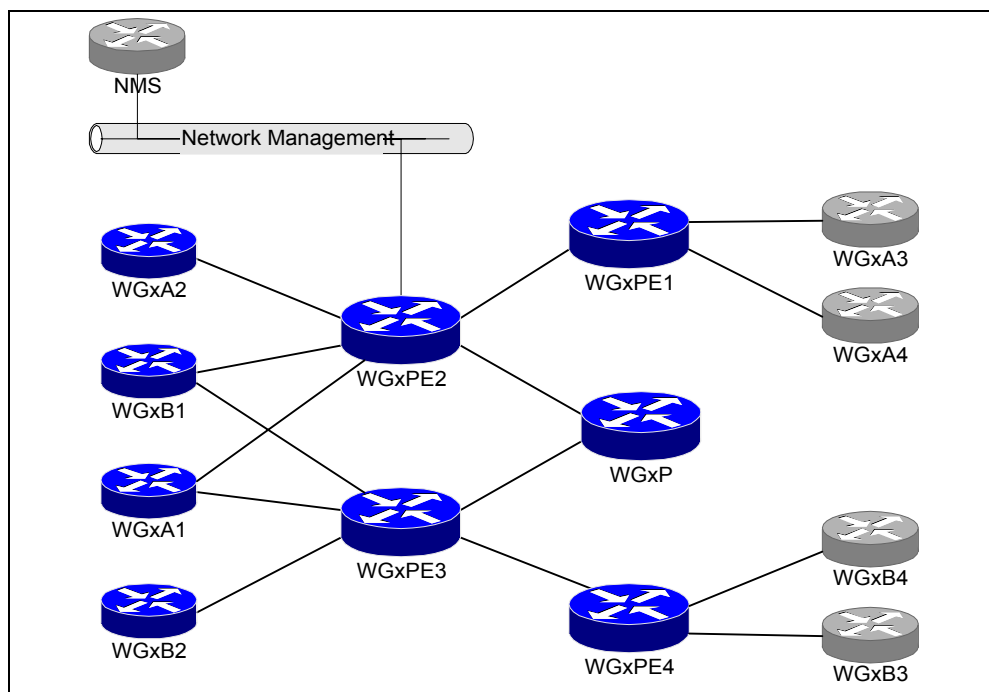 NMS
Network Management
WGxA2
WGxB1
WGxA1
WGxB2
WGxPE2
WGxPE3
WGxPE1
WGxP
WGxPE4
WGxA3
WGxA4
WGxB4
WGxB3